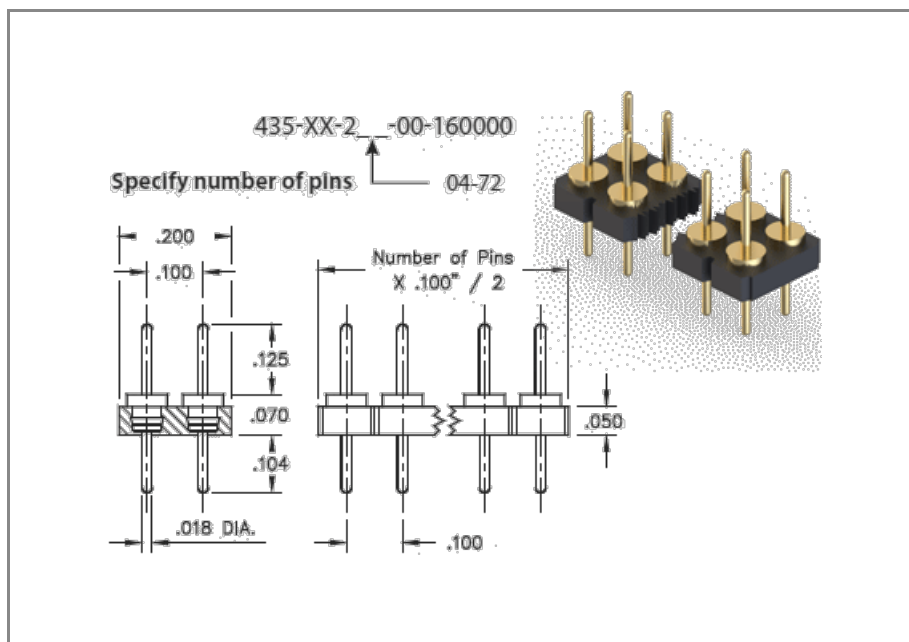 435-XX-2_ _-00-160000
Specify number of pins
04-72
.200
.100
Number of Pins
X .100" / 2
.125
.070
.104
.050
.018 DIA.
.100